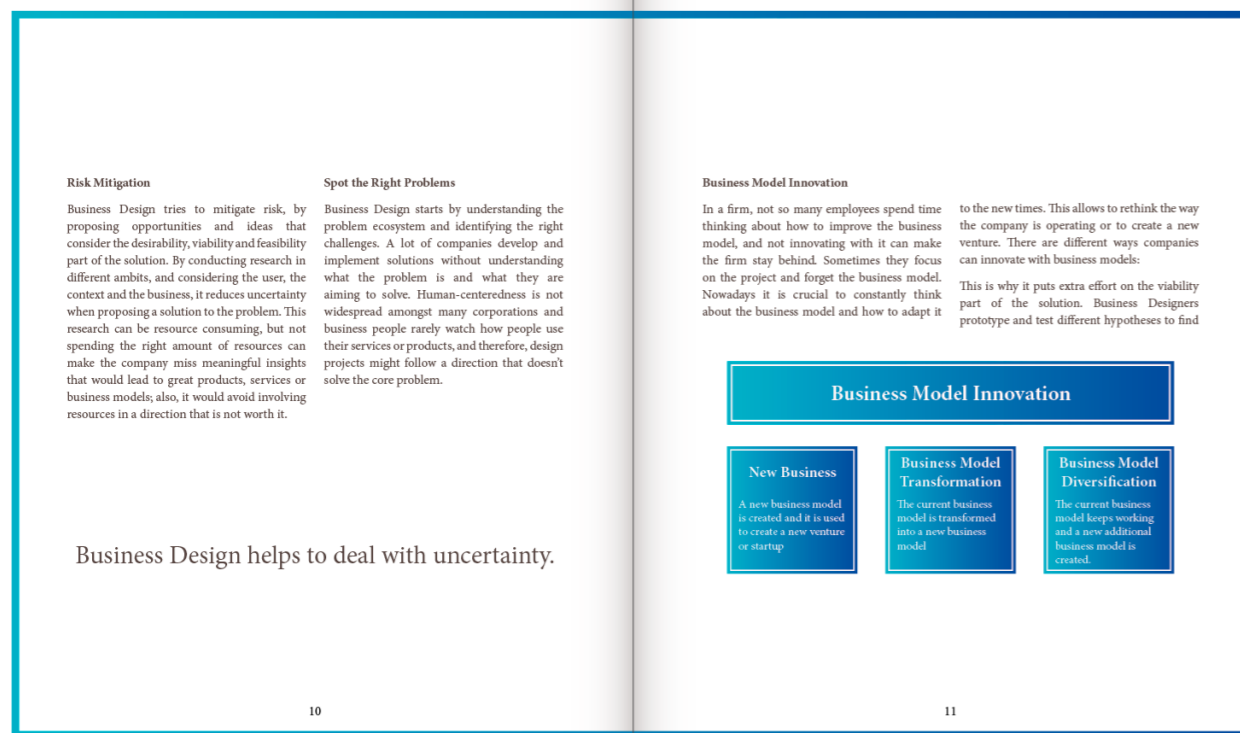 Risk Mitigation
Business Design tries to mitigate risk, by
proposing opportunities and ideas that
consider the desirability, viability and feasibility
part of the solution. By conducting research in
different ambits, and considering the user, the
context and the business, it reduces uncertainty
when proposing a solution to the problem. This
research can be resource consuming, but not
spending the right amount of resources can
make the company miss meaningful insights
that would lead to great products, services or
business models; also, it would avoid involving
resources in a direction that is not worth it.
Spot the Right Problems
Business Design starts by understanding the
problem ecosystem and identifying the right
challenges. A lot of companies develop and
implement solutions without understanding
what the problem is and what they are
aiming to solve. Human-centeredness is not
widespread amongst many corporations and
business people rarely watch how people use
their services or products, and therefore, design
projects might follow a direction that doesn't
solve the core problem.
Business Design helps to deal with uncertainty.
10
Business Model Innovation
In a firm, not so many employees spend time
thinking about how to improve the business
model, and not innovating with it can make
the firm stay behind. Sometimes they focus
on the project and forget the business model.
Nowadays it is crucial to constantly think
about the business model and how to adapt it
to the new times. This allows to rethink the way
the company is operating or to create a new
venture. There are different ways companies
can innovate with business models:
This is why it puts extra effort on the viability
part of the solution. Business Designers
prototype and test different hypotheses to find
Business Model Innovation
New Business
A new business model
is created and it is used
to create a new venture
or startup
Business Model
Transformation
The current business
model is transformed
into a new business
model
Business Model
Diversification
The current business
model keeps working
and a new additional
business model is
created.
11